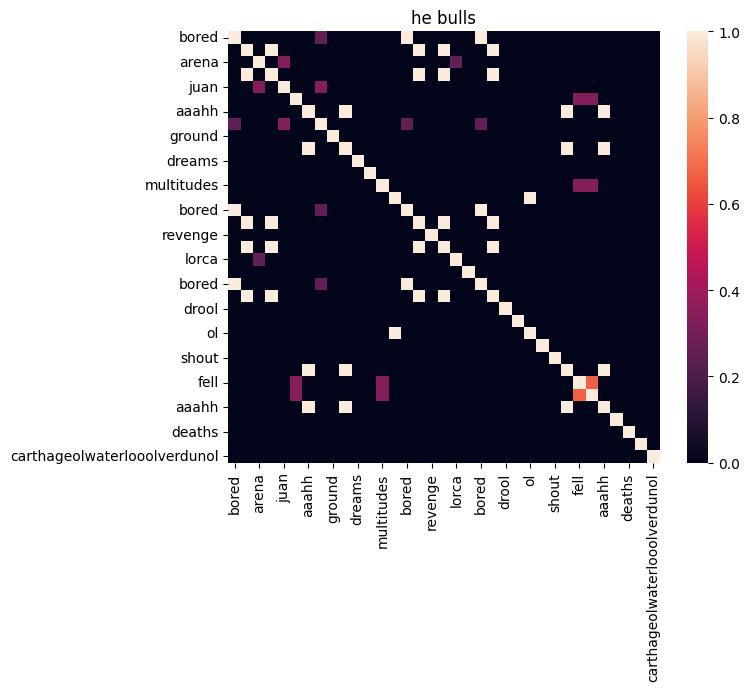 he bulls
bored
arena
juan
aaahh
ground
dreams
multitudes
bored
revenge
lorca
bored
drool
ol
shout
fell
aaahh
deaths
carthageolwaterlooolverdunol
1.0
0.8
0.6
0.4
0.2
0.0
bored
arena
juan
aaahh
ground
dreams
multitudes
bored
revenge
lorca
bored
drool
ol
shout
fell
aaahh
deaths
carthageolwaterlooolverdunol